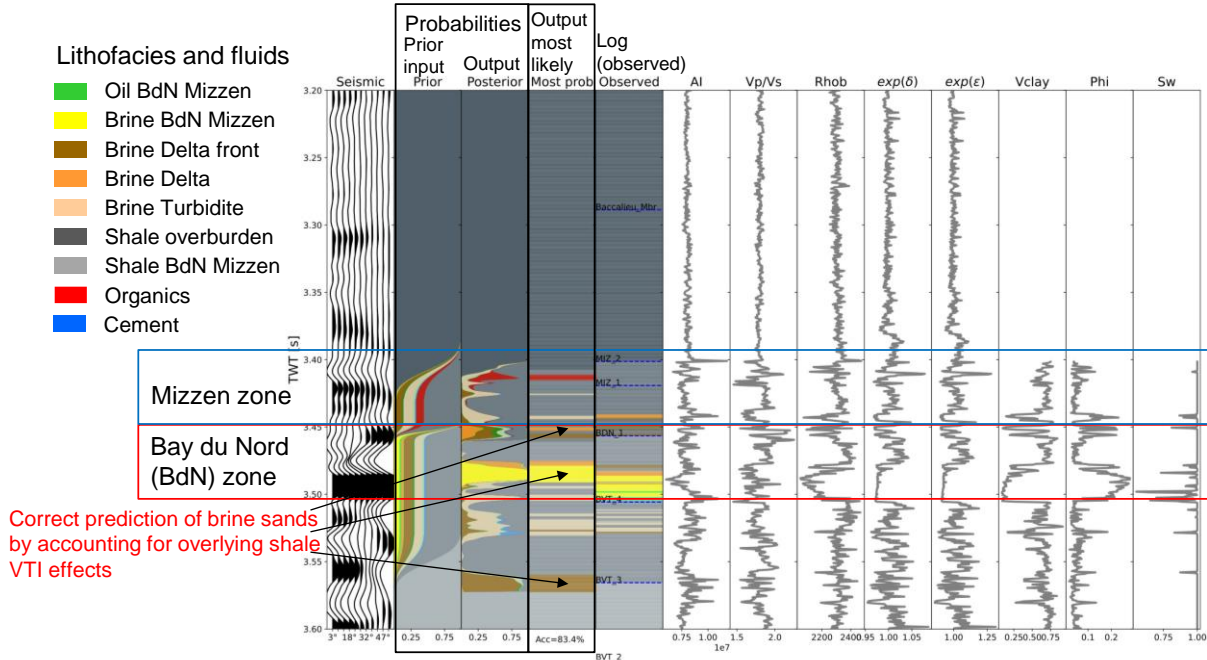 Probabilities
Output
most
likely
Prior
input
Output
Log
(observed)
Lithofacies and fluids
Oil BdN Mizzen
Brine BdN Mizzen
Brine Delta front
Brine Delta
Brine Turbidite
Shale overburden
Shale BdN Mizzen
Organics
Cement
Seismic Prior Posterior Most prob Observed AI Vp/Vs Rhob exp(δ) exp(ε) Vclay Phi Sw
TWT [s]
3.20
3.25
3.30
3.35
3.40
3.45
3.50
3.55
3.60
Baccalieu_Mbr
MIZ_2
MIZ_1
BDN_1
BVT_4
BVT_3
BVT_2
Mizzen zone
Bay du Nord
(BdN) zone
Correct prediction of brine sands
by accounting for overlying shale
VTI effects
3° 18° 32° 47° 0.25 0.75 0.25 0.75 Acc=83.4% 0.75 1.00 1.5 2.0 2200 2400 0.95 1.00 1.05 1.00 1.25 0.25 0.50 0.75 0.1 0.2 0.75 1.00
1e7